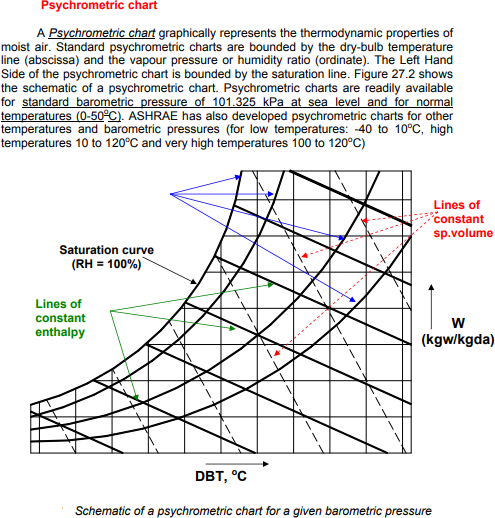 Psychrometric chart
A Psychrometric chart graphically represents the thermodynamic properties of
moist air. Standard psychrometric charts are bounded by the dry-bulb temperature
line (abscissa) and the vapour pressure or humidity ratio (ordinate). The Left Hand
Side of the psychrometric chart is bounded by the saturation line. Figure 27.2 shows
the schematic of a psychrometric chart. Psychrometric charts are readily available
for standard barometric pressure of 101.325 kPa at sea level and for normal
temperatures (0-50°C). ASHRAE has also developed psychrometric charts for other
temperatures and barometric pressures (for low temperatures: -40 to 10°C, high
temperatures 10 to 120°C and very high temperatures 100 to 120°C)
Lines of
constant
sp.volume
Saturation curve
(RH = 100%)
Lines of
constant
enthalpy
W
(kgw/kgda)
DBT, °C
Schematic of a psychrometric chart for a given barometric pressure